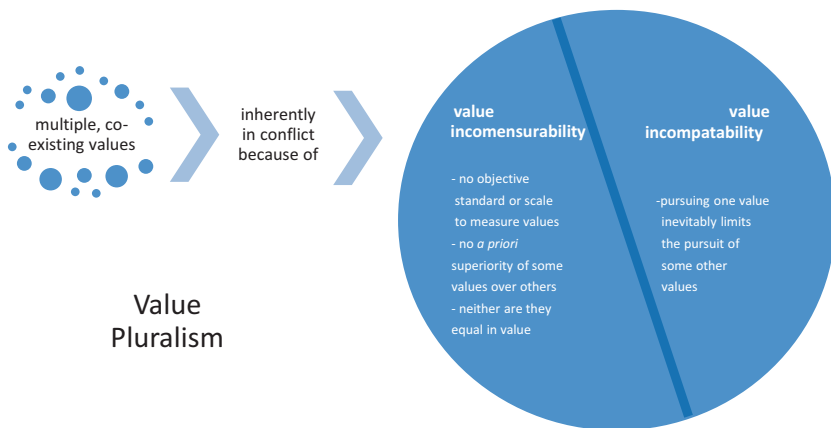 multiple, co-
existing values
inherently
in conflict
because of
value
incomensurability
- no objective
standard or scale
to measure values
- no a priori
superiority of some
values over others
- neither are they
equal in value
value
incompatability
-pursuing one value
inevitably limits
the pursuit of
some other
values
Value
Pluralism